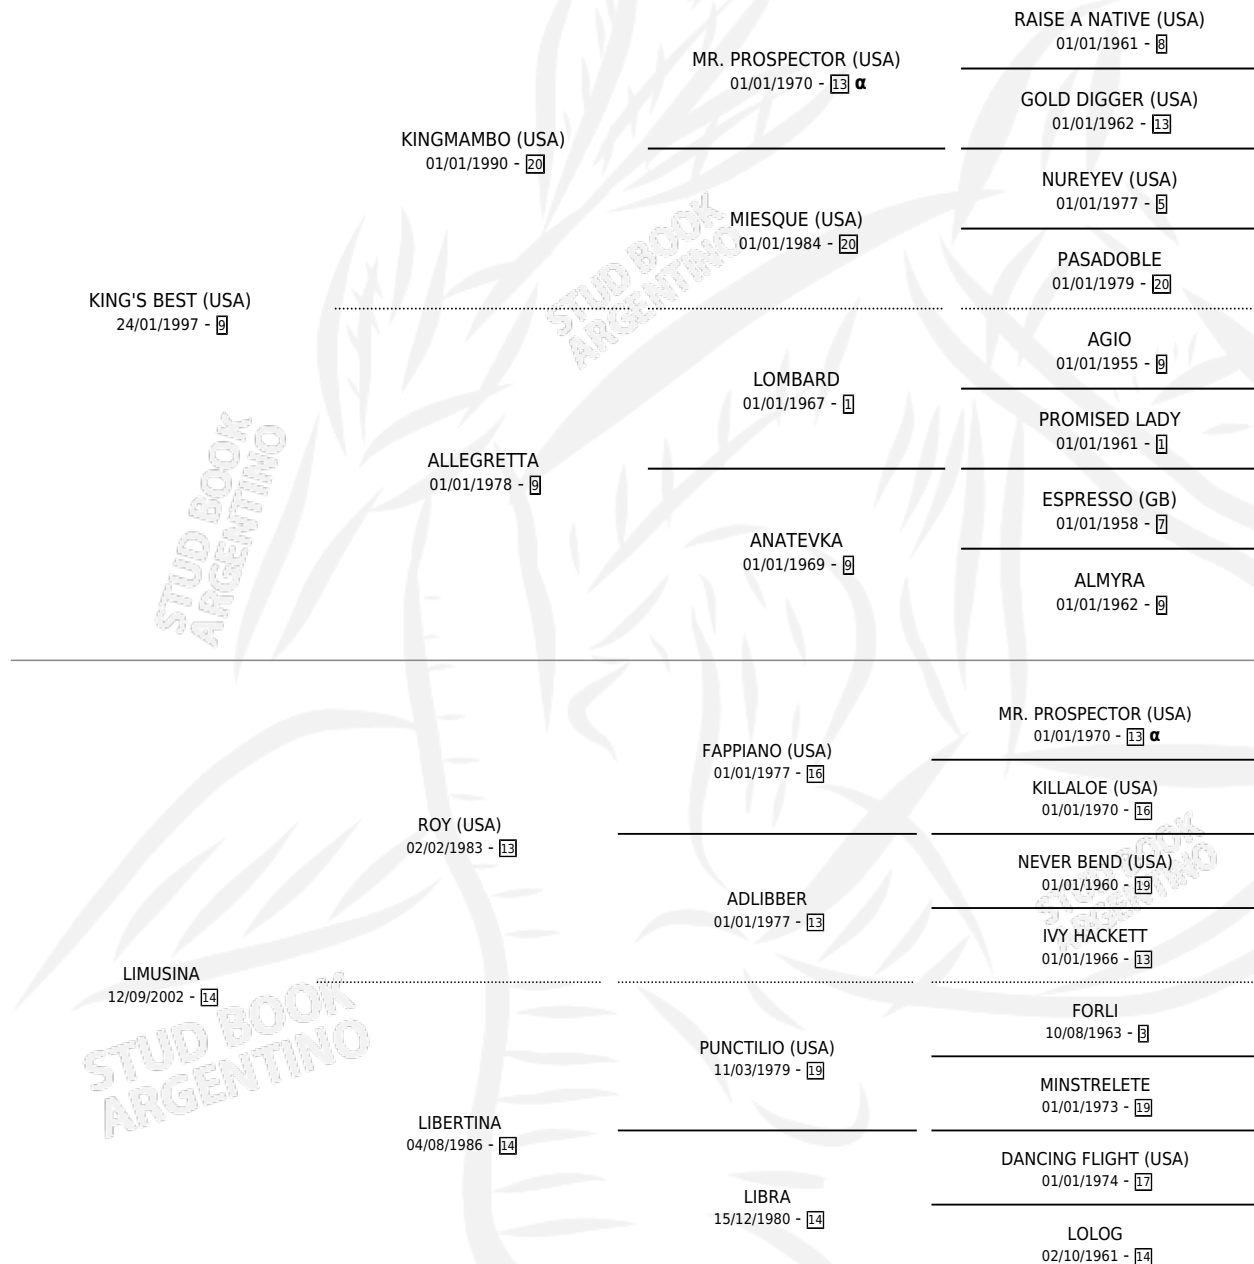 RAISE A NATIVE (USA)
01/01/1961 - 8
MR. PROSPECTOR (USA)
01/01/1970 - 13 α
GOLD DIGGER (USA)
01/01/1962 - 13
KINGMAMBO (USA)
01/01/1990 - 20
NUREYEV (USA)
01/01/1977 - 5
MIESQUE (USA)
01/01/1984 - 20
PASADOBLE
01/01/1979 - 20
KING'S BEST (USA)
24/01/1997 - 9
AGIO
01/01/1955 - 9
LOMBARD
01/01/1967 - 1
PROMISED LADY
01/01/1961 - 1
ALLEGRETTA
01/01/1978 - 9
ESPRESSO (GB)
01/01/1958 - 7
ANATEVKA
01/01/1969 - 9
ALMYRA
01/01/1962 - 9
MR. PROSPECTOR (USA)
01/01/1970 - 13 α
FAPPIANO (USA)
01/01/1977 - 16
KILLALOE (USA)
01/01/1970 - 16
ROY (USA)
02/02/1983 - 13
NEVER BEND (USA)
01/01/1960 - 19
ADLIBBER
01/01/1977 - 13
IVY HACKETT
01/01/1966 - 13
LIMUSINA
12/09/2002 - 14
FORLI
10/08/1963 - 3
PUNCTILIO (USA)
11/03/1979 - 19
MINSTRELETE
01/01/1973 - 19
LIBERTINA
04/08/1986 - 14
DANCING FLIGHT (USA)
01/01/1974 - 17
LIBRA
15/12/1980 - 14
LOLOG
02/10/1961 - 14
STUD BOOK
ARGENTINO
STUD BOOK
ARGENTINO
STUD BOOK
ARGENTINO
STUD BOOK
ARGENTINO